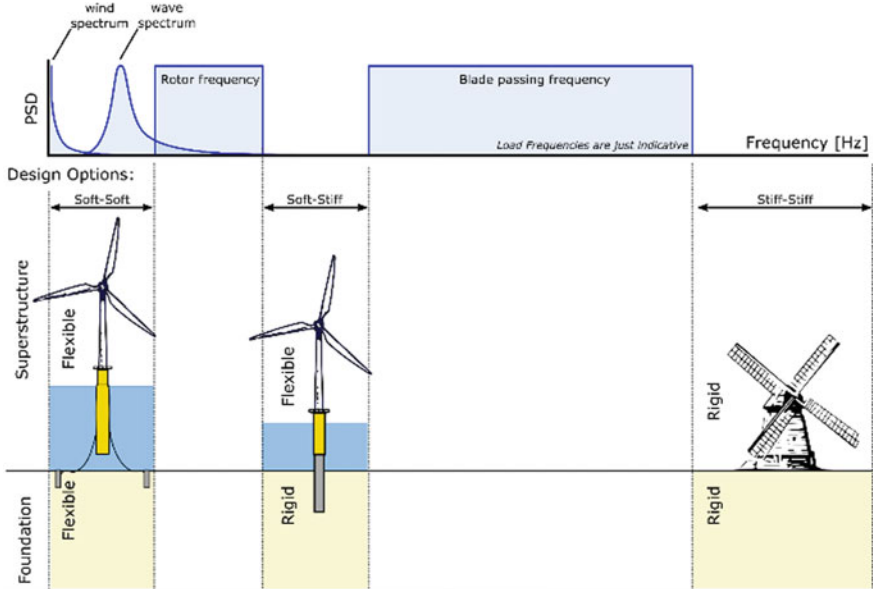 wind
spectrum
wave
spectrum
PSD
Rotor frequency
Blade passing frequency
Load Frequencies are just indicative
Frequency [Hz]
Design Options:
Soft-Soft
Soft-Stiff
Stiff-Stiff
Superstructure
Flexible
Flexible
Rigid
Foundation
Flexible
Rigid
Rigid